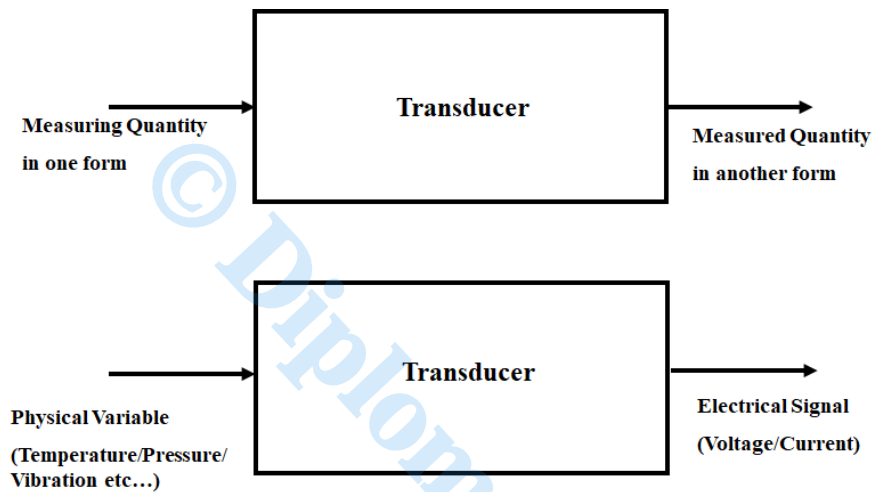 Transducer
Measuring Quantity
in one form
Measured Quantity
in another form
© Diplom
Transducer
Physical Variable
(Temperature/Pressure/
Vibration etc…)
Electrical Signal
(Voltage/Current)